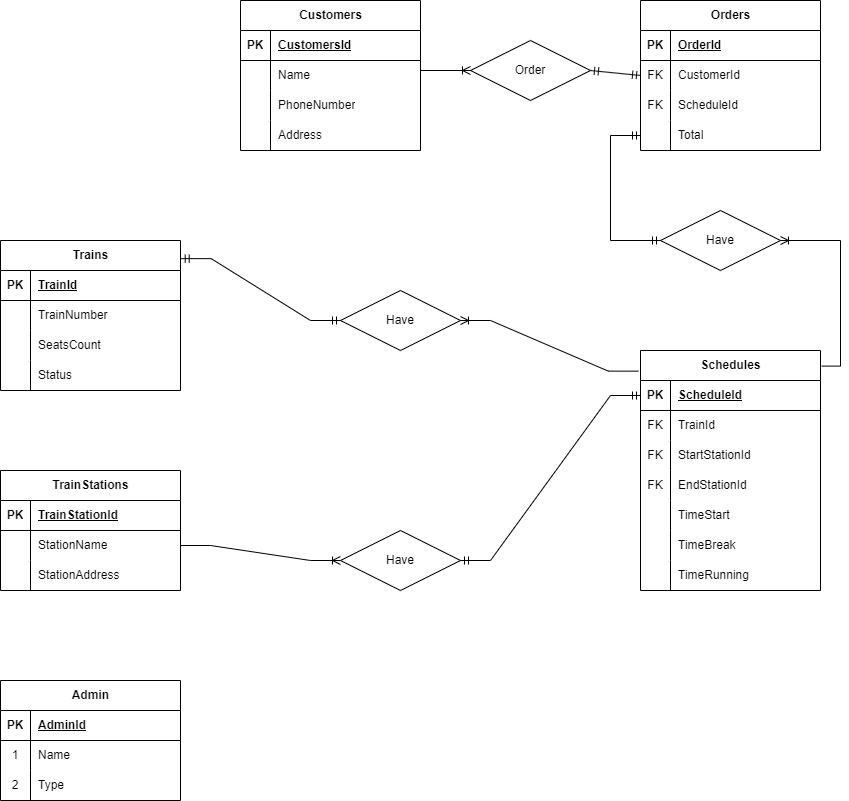 Customers
PK CustomersId
Name
PhoneNumber
Address
Order
Orders
PK OrderId
FK CustomerId
FK ScheduleId
Total
Have
Trains
PK TrainId
TrainNumber
SeatsCount
Status
Have
Schedules
PK ScheduleId
FK TrainId
FK StartStationId
FK EndStationId
TimeStart
TimeBreak
TimeRunning
TrainStations
PK TrainStationId
StationName
StationAddress
Have
Admin
PK AdminId
1 Name
2 Type